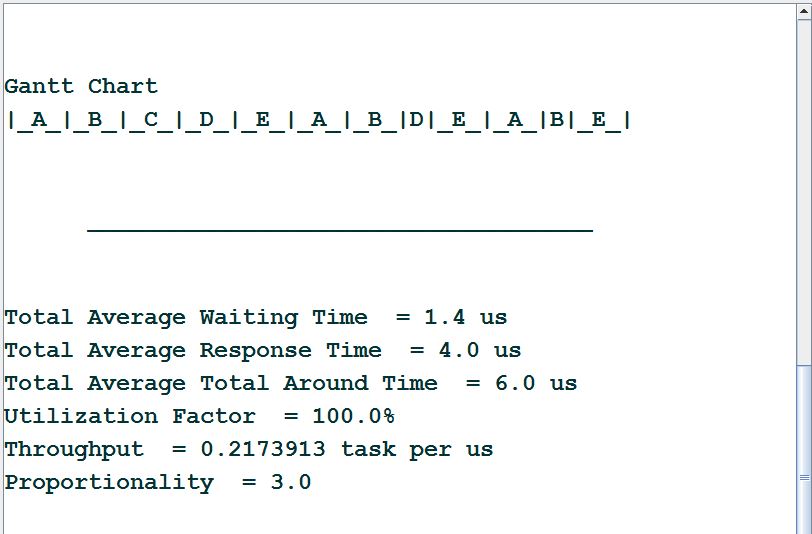 Gantt Chart
|_A_|_B_|_C_|_D_|_E_|_A_|_B_|D|_E_|_A_|B|_E_|
____________________________________
Total Average Waiting Time  = 1.4 us
Total Average Response Time  = 4.0 us
Total Average Total Around Time  = 6.0 us
Utilization Factor  = 100.0%
Throughput  = 0.2173913 task per us
Proportionality  = 3.0